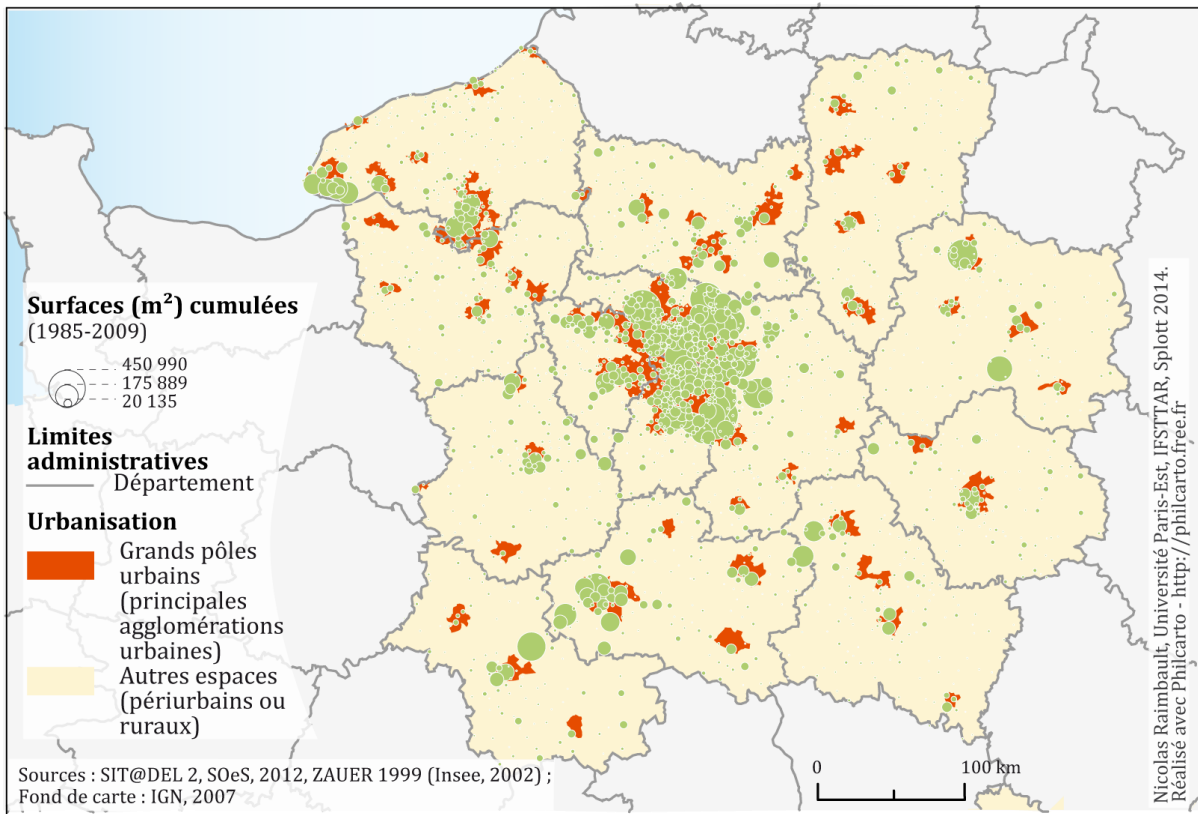 Surfaces (m²) cumulées
(1985-2009)
450 990
175 889
20 135
Limites
administratives
Département
Urbanisation
Grands pôles
urbains
(principales
agglomérations
urbaines)
Autres espaces
(périurbains ou
ruraux)
Sources : SIT@DEL 2, SOeS, 2012, ZAUER 1999 (Insee, 2002) ;
Fond de carte : IGN, 2007
0 100 km
Nicolas Raimbault, Université Paris-Est, IFSTTAR, Splott 2014.
Réalisé avec Philcarto - http://philcarto.free.fr